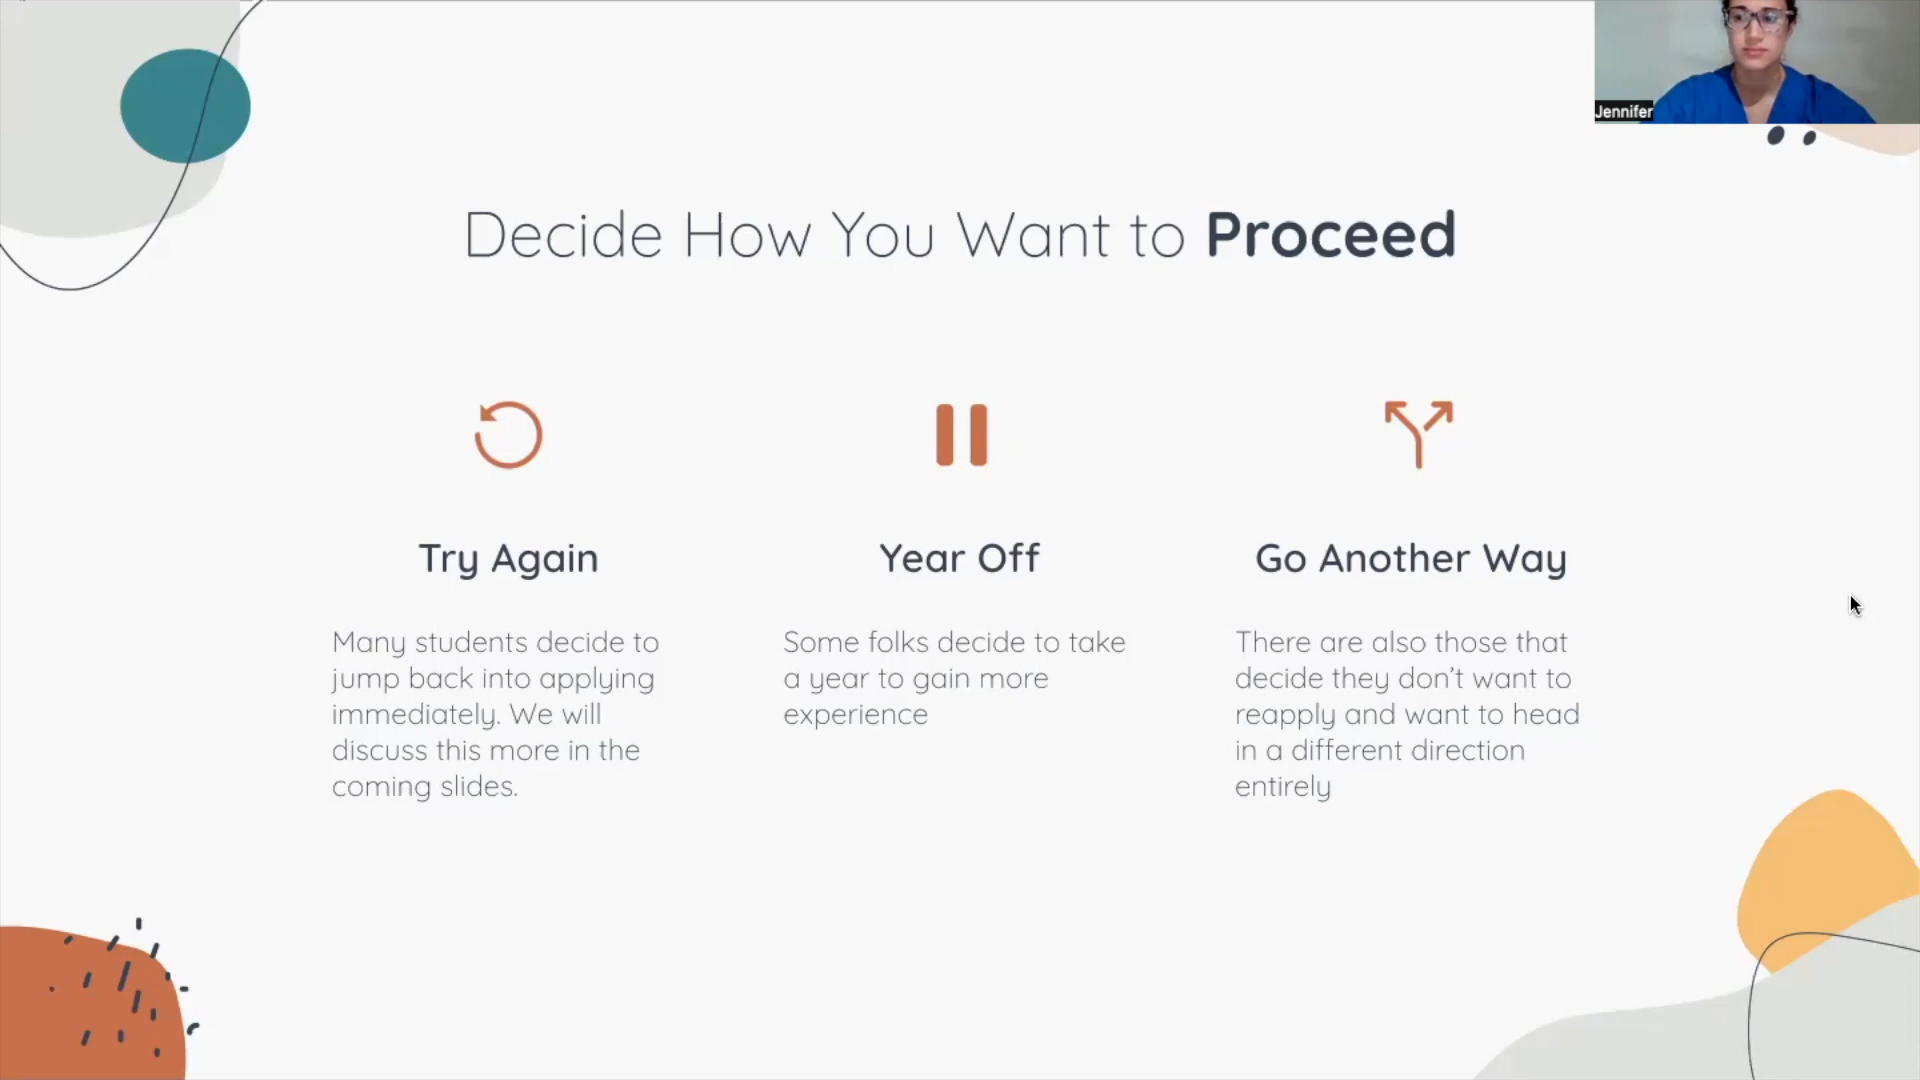 Jennifer
Decide How You Want to Proceed
Try Again
Many students decide to
jump back into applying
immediately. We will
discuss this more in the
coming slides.
Year Off
Some folks decide to take
a year to gain more
experience
Go Another Way
There are also those that
decide they don’t want to
reapply and want to head
in a different direction
entirely